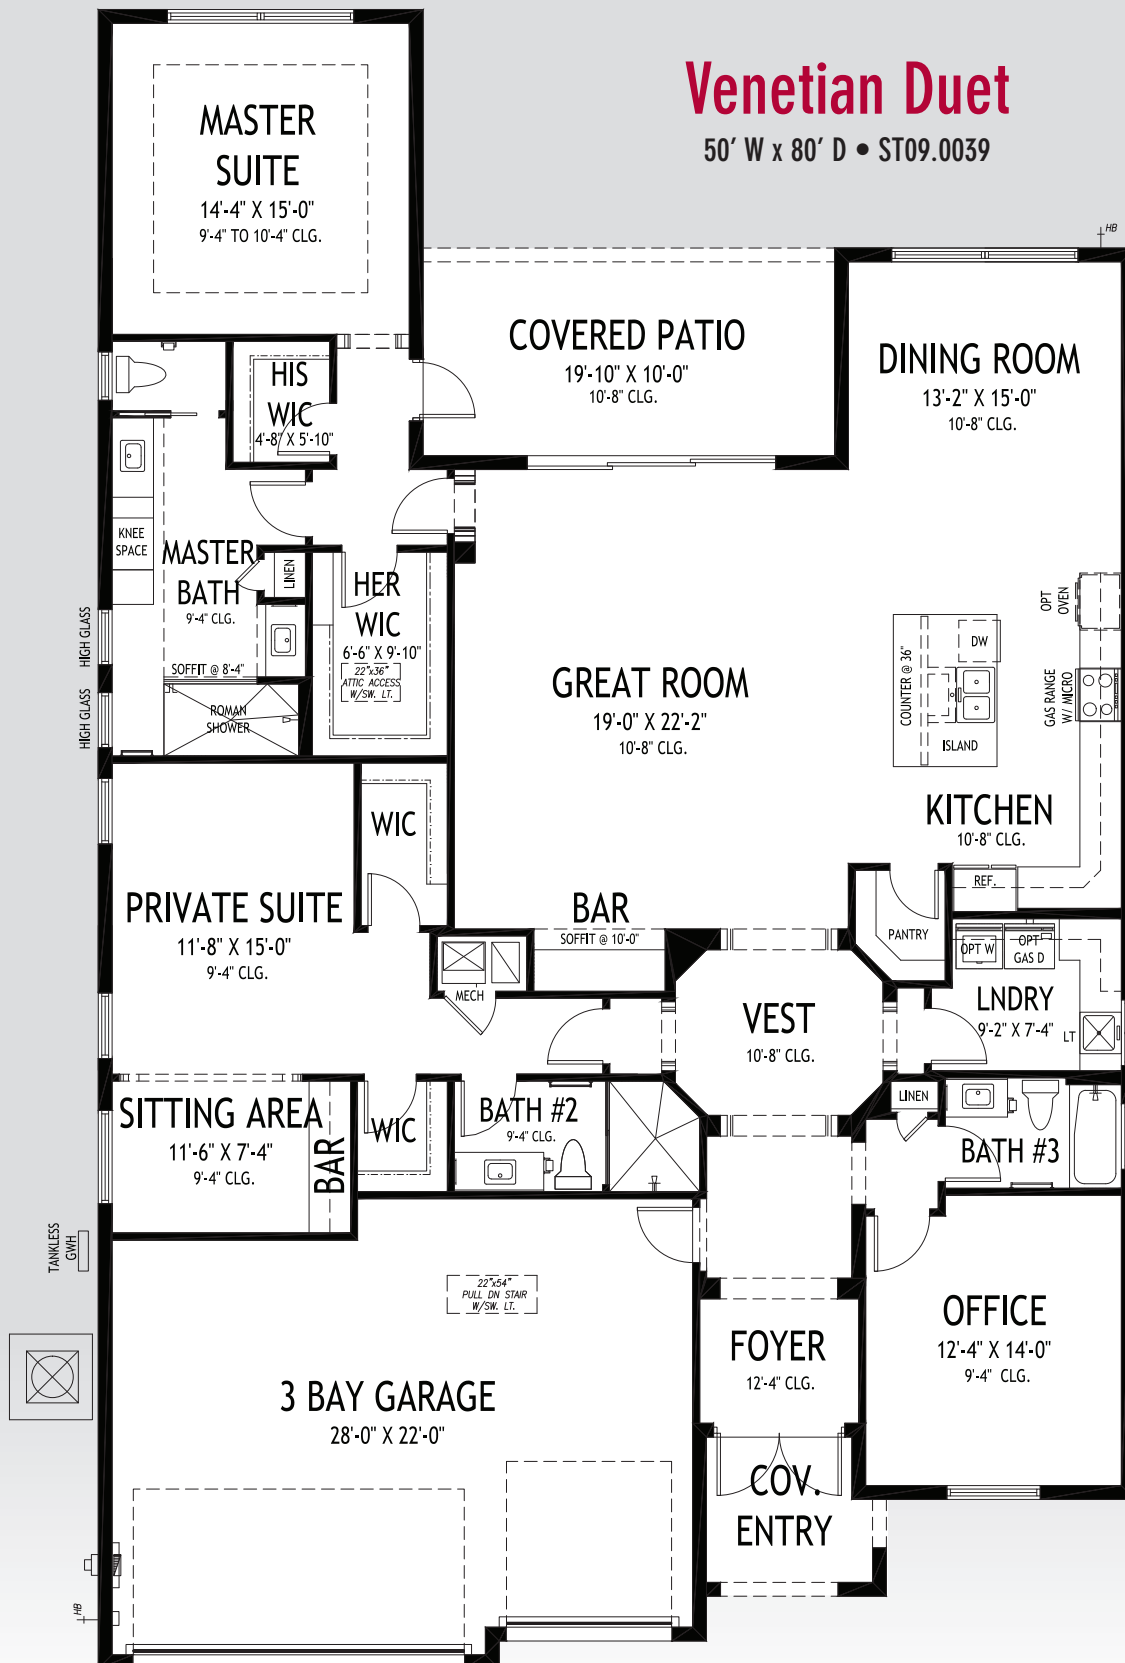 Venetian Duet
50' W x 80' D • ST09.0039
MASTER
SUITE
14'-4" X 15'-0"
9'-4" TO 10'-4" CLG.
HB
COVERED PATIO
19'-10" X 10'-0"
10'-8" CLG.
DINING ROOM
13'-2" X 15'-0"
10'-8" CLG.
HIS
WIC
4'-8" X 5'-10"
KNEE
SPACE
MASTER
BATH
9'-4" CLG.
LINEN
HER
WIC
6'-6" X 9'-10"
22"x36"
ATTIC ACCESS
W/SW. LT.
SOFFIT @ 8'-4"
ROMAN
SHOWER
HIGH GLASS
HIGH GLASS
GREAT ROOM
19'-0" X 22'-2"
10'-8" CLG.
OPT
OVEN
DW
COUNTER @ 36"
GAS RANGE
W/ MICRO
ISLAND
KITCHEN
10'-8" CLG.
REF.
WIC
PRIVATE SUITE
11'-8" X 15'-0"
9'-4" CLG.
BAR
SOFFIT @ 10'-0"
PANTRY
OPT W
OPT
GAS D
MECH
VEST
10'-8" CLG.
LNDRY
9'-2" X 7'-4"
LT
SITTING AREA
11'-6" X 7'-4"
9'-4" CLG.
BAR
WIC
BATH #2
9'-4" CLG.
LINEN
BATH #3
TANKLESS
GWH
22"x54"
PULL DN STAIR
W/SW. LT.
OFFICE
12'-4" X 14'-0"
9'-4" CLG.
FOYER
12'-4" CLG.
3 BAY GARAGE
28'-0" X 22'-0"
COV.
ENTRY
HB